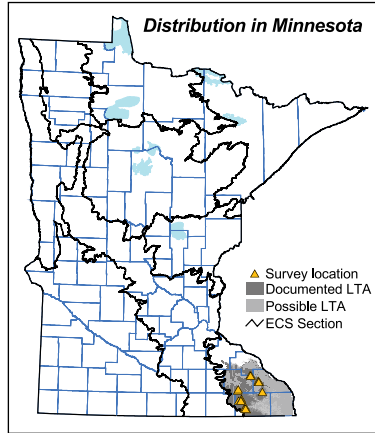 Distribution in Minnesota
Survey location
Documented LTA
Possible LTA
ECS Section